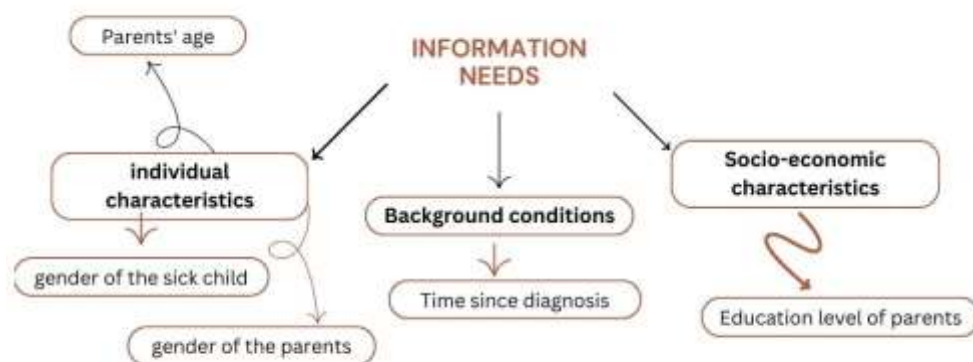 Parents' age
INFORMATION
NEEDS
individual
characteristics
Socio-economic
characteristics
Background conditions
gender of the sick child
Time since diagnosis
Education level of parents
gender of the parents